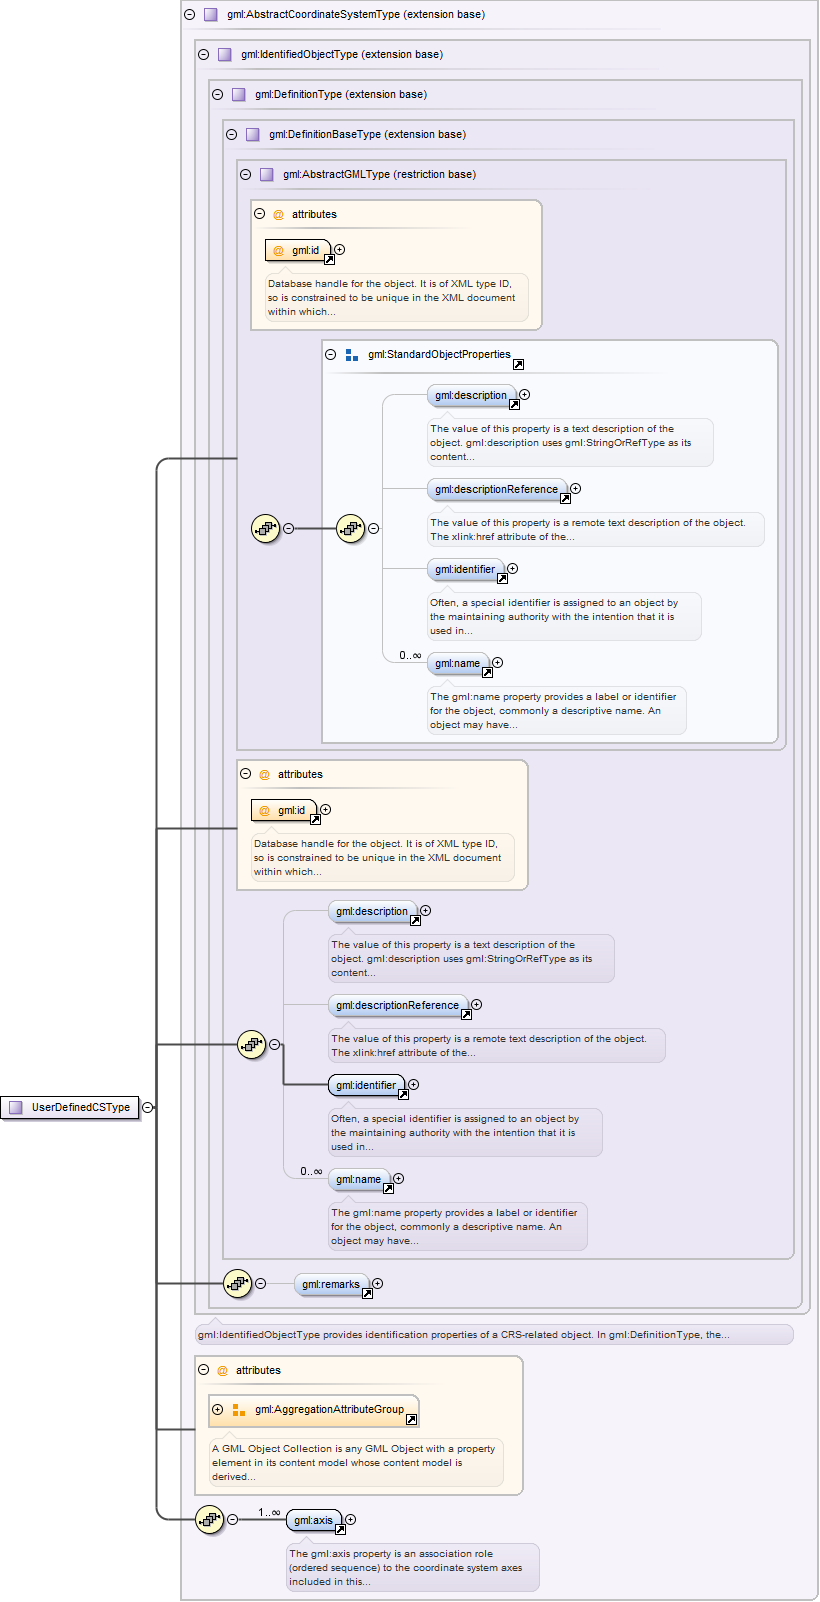 gml:AbstractCoordinateSystemType (extension base)
gml:IdentifiedObjectType (extension base)
gml:DefinitionType (extension base)
gml:DefinitionBaseType (extension base)
gml:AbstractGMLType (restriction base)
@ attributes
@ gml:id
Database handle for the object. It is of XML type ID,
so is constrained to be unique in the XML document
within which...
gml:StandardObjectProperties
gml:description
The value of this property is a text description of the
object. gml:description uses gml:StringOrRefType as its
content...
gml:descriptionReference
The value of this property is a remote text description of the object.
The xlink:href attribute of the...
gml:identifier
Often, a special identifier is assigned to an object by
the maintaining authority with the intention that it is
used in...
0..∞
gml:name
The gml:name property provides a label or identifier
for the object, commonly a descriptive name. An
object may have...
@ attributes
@ gml:id
Database handle for the object. It is of XML type ID,
so is constrained to be unique in the XML document
within which...
gml:description
The value of this property is a text description of the
object. gml:description uses gml:StringOrRefType as its
content...
gml:descriptionReference
The value of this property is a remote text description of the object.
The xlink:href attribute of the...
gml:identifier
UserDefinedCSType
Often, a special identifier is assigned to an object by
the maintaining authority with the intention that it is
used in...
0..∞
gml:name
The gml:name property provides a label or identifier
for the object, commonly a descriptive name. An
object may have...
gml:remarks
gml:IdentifiedObjectType provides identification properties of a CRS-related object. In gml:DefinitionType, the...
@ attributes
gml:AggregationAttributeGroup
A GML Object Collection is any GML Object with a property
element in its content model whose content model is
derived...
1..∞
gml:axis
The gml:axis property is an association role
(ordered sequence) to the coordinate system axes
included in this...